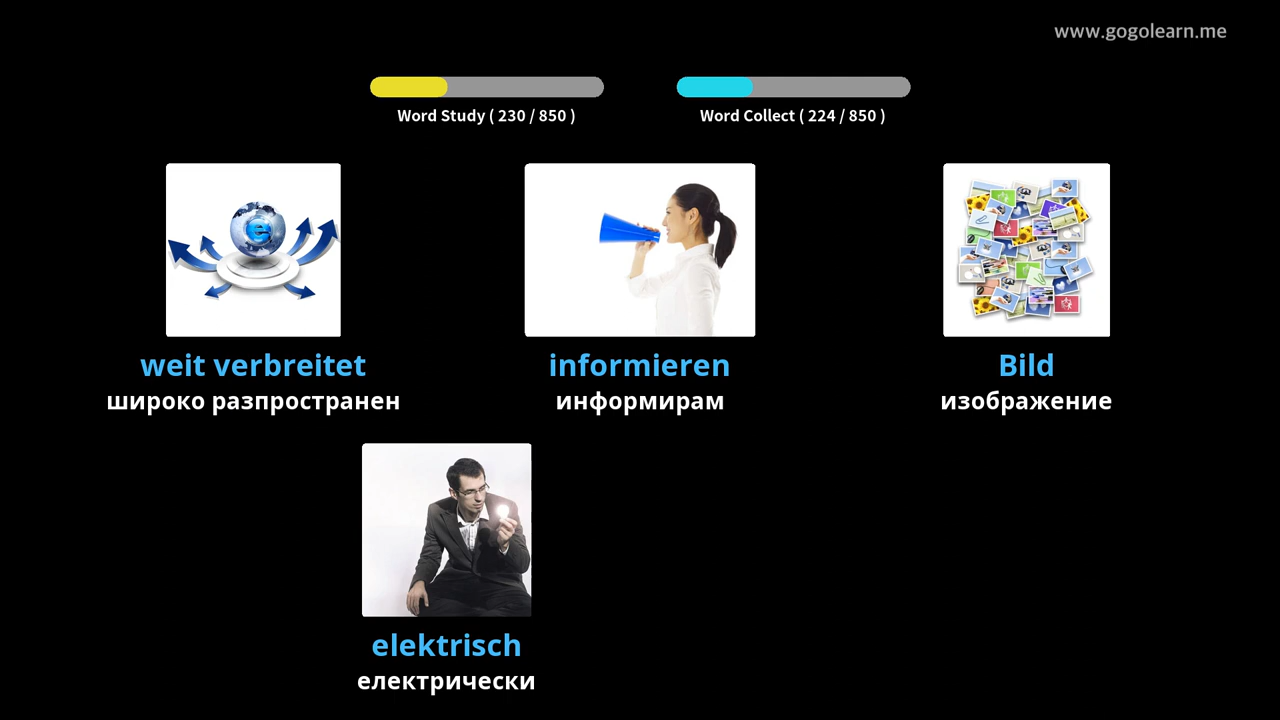 www.gogolearn.me
Word Study ( 230 / 850 )
Word Collect ( 224 / 850 )
weit verbreitet
широко разпространен
informieren
информирам
Bild
изображение
elektrisch
електрически